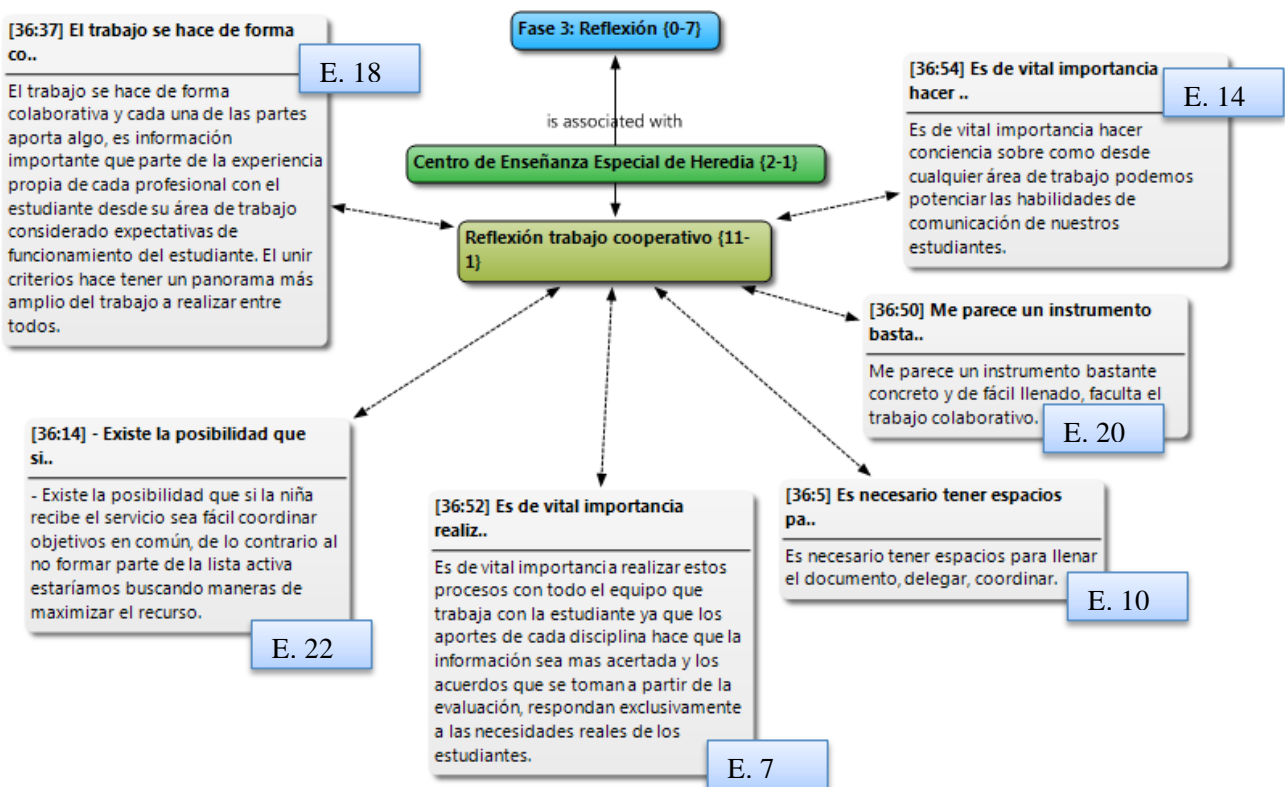 Fase 3: Reflexión {0-7}
is associated with
Centro de Enseñanza Especial de Heredia {2-1}
Reflexión trabajo cooperativo {11-
1}
[36:37] El trabajo se hace de forma
co..
E. 18
El trabajo se hace de forma
colaborativa y cada una de las partes
aporta algo, es información
importante que parte de la experiencia
propia de cada profesional con el
estudiante desde su área de trabajo
considerado expectativas de
funcionamiento del estudiante. El unir
criterios hace tener un panorama más
amplio del trabajo a realizar entre
todos.
[36:54] Es de vital importancia
hacer ..
E. 14
Es de vital importancia hacer
conciencia sobre como desde
cualquier área de trabajo podemos
potenciar las habilidades de
comunicación de nuestros
estudiantes.
[36:50] Me parece un instrumento
basta..
Me parece un instrumento bastante
concreto y de fácil llenado, faculta el
trabajo colaborativo.
E. 20
[36:14] - Existe la posibilidad que
si..
- Existe la posibilidad que si la niña
recibe el servicio sea fácil coordinar
objetivos en común, de lo contrario al
no formar parte de la lista activa
estaríamos buscando maneras de
maximizar el recurso.
E. 22
[36:52] Es de vital importancia
realiz..
Es de vital importancia realizar estos
procesos con todo el equipo que
trabaja con la estudiante ya que los
aportes de cada disciplina hace que la
información sea mas acertada y los
acuerdos que se toman a partir de la
evaluación, respondan exclusivamente
a las necesidades reales de los
estudiantes.
E. 7
[36:5] Es necesario tener espacios
pa..
Es necesario tener espacios para llenar
el documento, delegar, coordinar.
E. 10